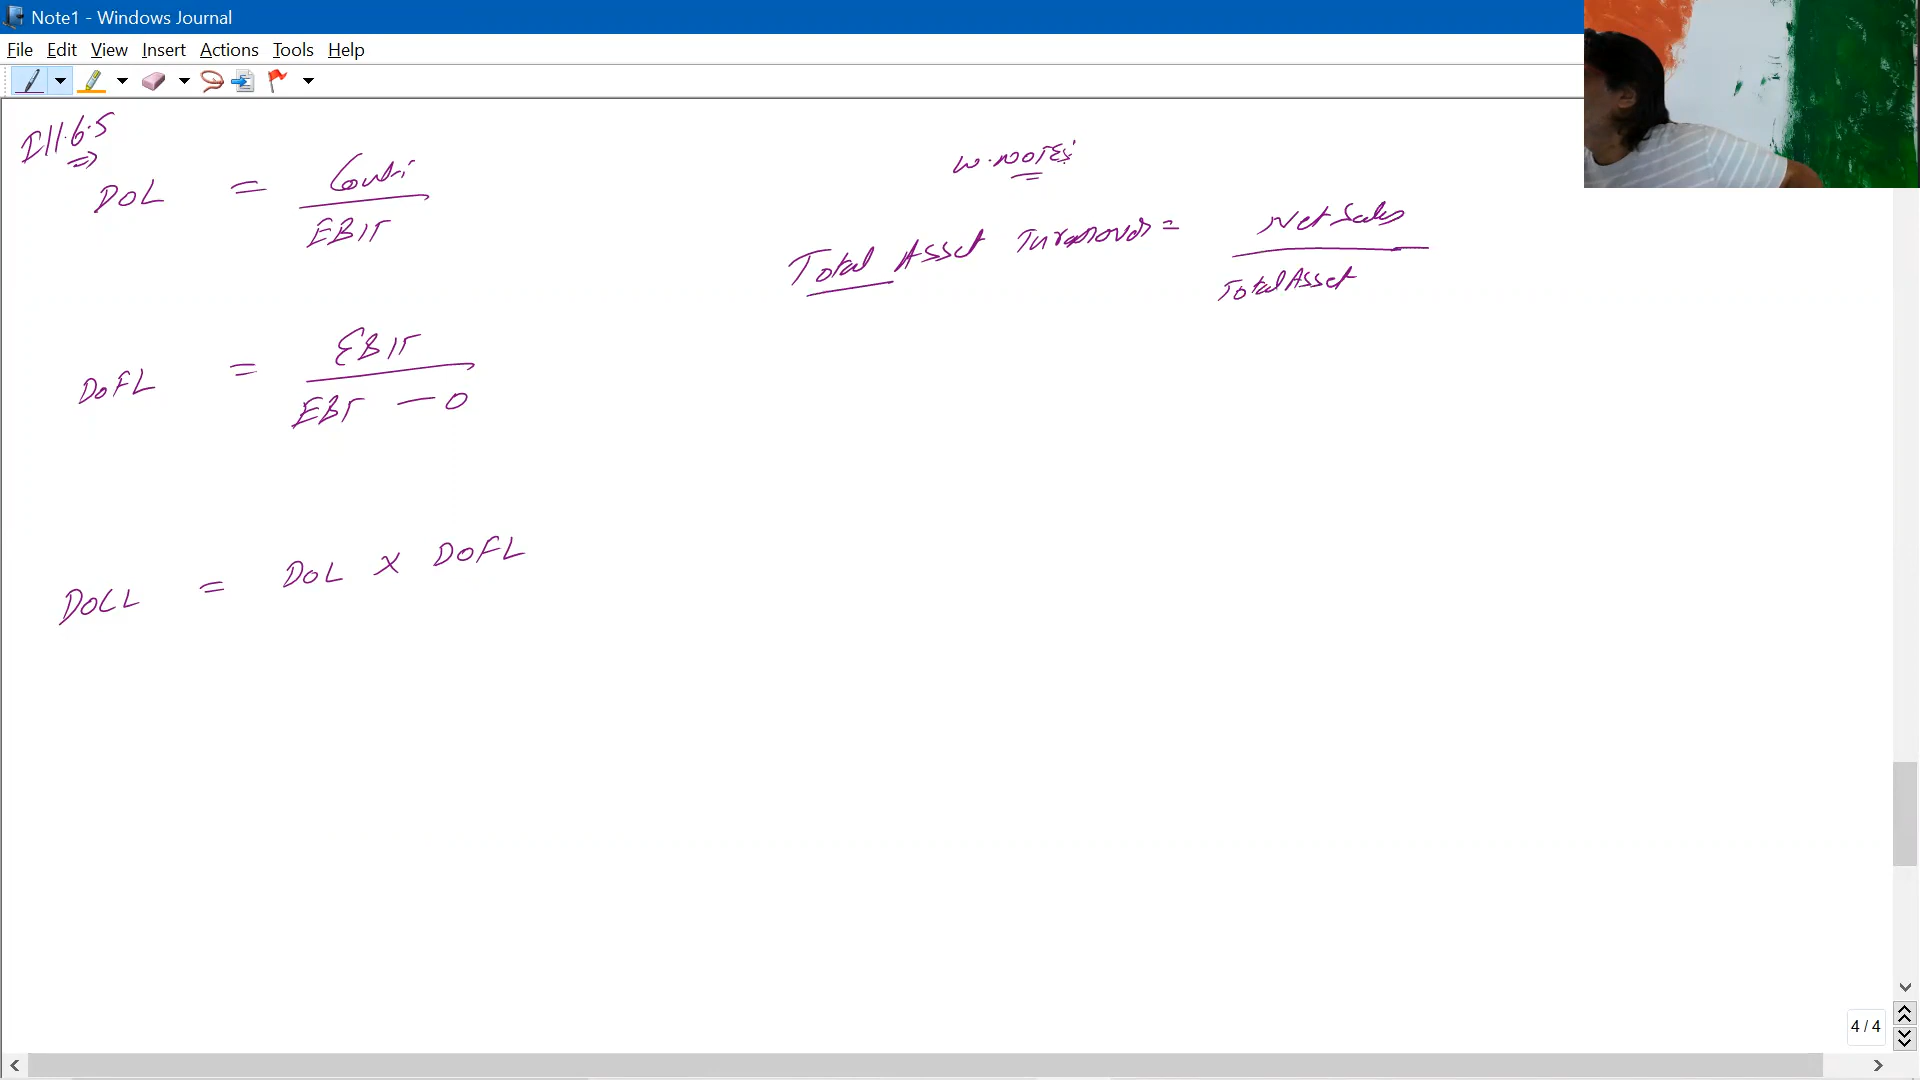 Note1 - Windows Journal
File Edit View Insert Actions Tools Help
Ill.6.5
DOL = Contri
EBIT
DOFL = EBIT
EBT - 0
DOCL = DOL x DOFL
W.NOTES:
Total Asset Turnover = Net Sales
Total Asset
4 / 4